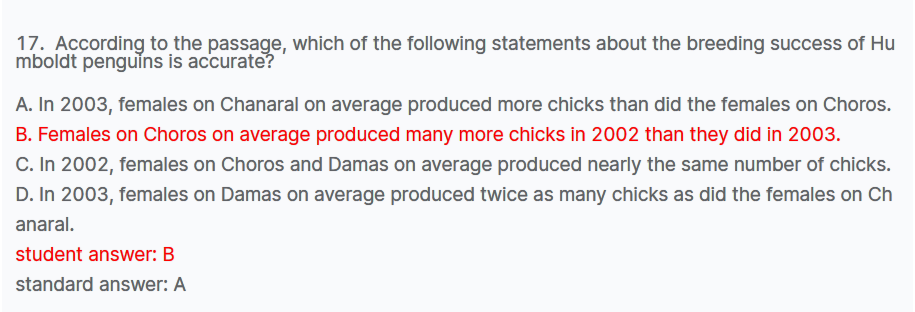 17. According to the passage, which of the following statements about the breeding success of Hu
mboldt penguins is accurate?
A. In 2003, females on Chanaral on average produced more chicks than did the females on Choros.
B. Females on Choros on average produced many more chicks in 2002 than they did in 2003.
C. In 2002, females on Choros and Damas on average produced nearly the same number of chicks.
D. In 2003, females on Damas on average produced twice as many chicks as did the females on Ch
anaral.
student answer: B
standard answer: A